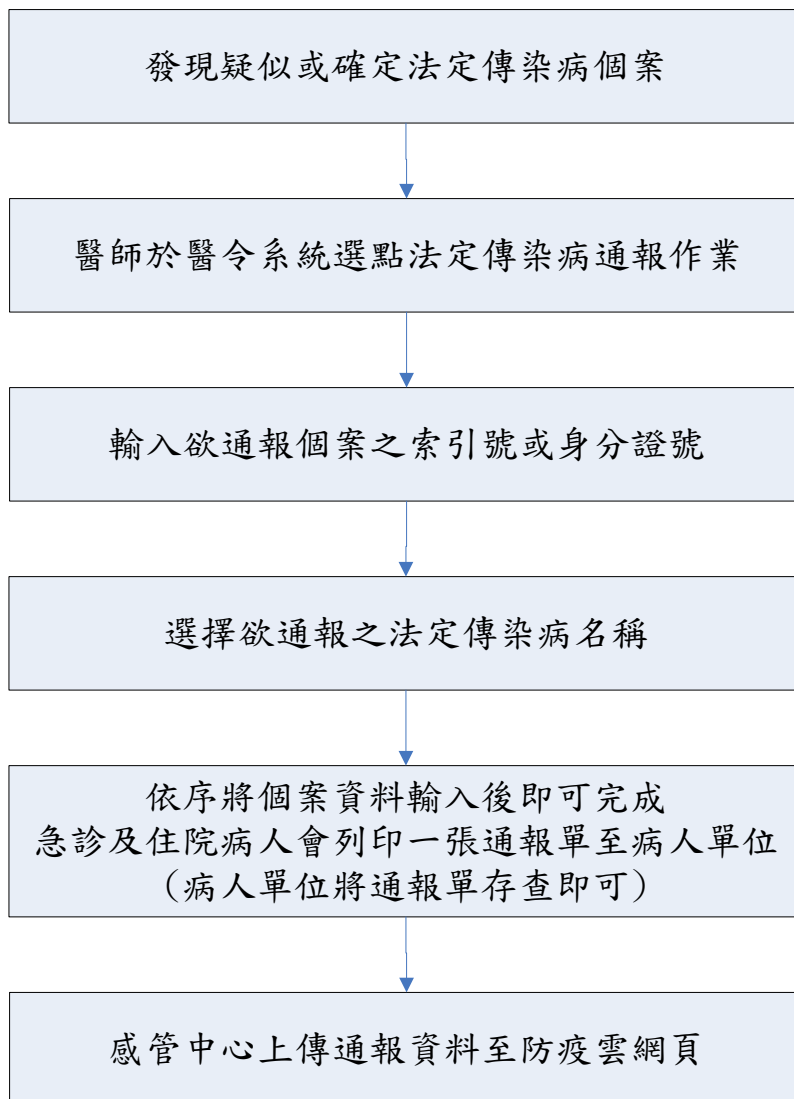 發現疑似或確定法定傳染病個案
醫師於醫令系統選點法定傳染病通報作業
輸入欲通報個案之索引號或身分證號
選擇欲通報之法定傳染病名稱
依序將個案資料輸入後即可完成
急診及住院病人會列印一張通報單至病人單位
（病人單位將通報單存查即可）
感管中心上傳通報資料至防疫雲網頁